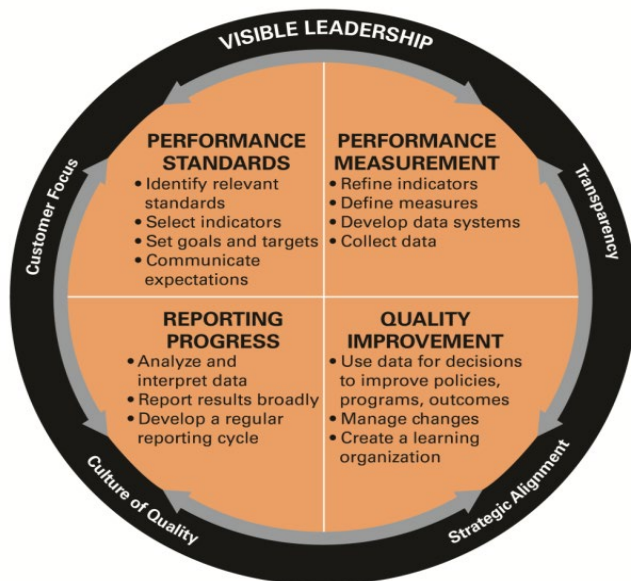 VISIBLE LEADERSHIP
PERFORMANCE
STANDARDS
• Identify relevant
standards
• Select indicators
• Set goals and targets
• Communicate
expectations
PERFORMANCE
MEASUREMENT
• Refine indicators
• Define measures
• Develop data systems
• Collect data
Customer Focus
Transparency
REPORTING
PROGRESS
• Analyze and
interpret data
• Report results broadly
• Develop a regular
reporting cycle
QUALITY
IMPROVEMENT
• Use data for decisions
to improve policies,
programs, outcomes
• Manage changes
• Create a learning
organization
Culture of Quality
Strategic Alignment